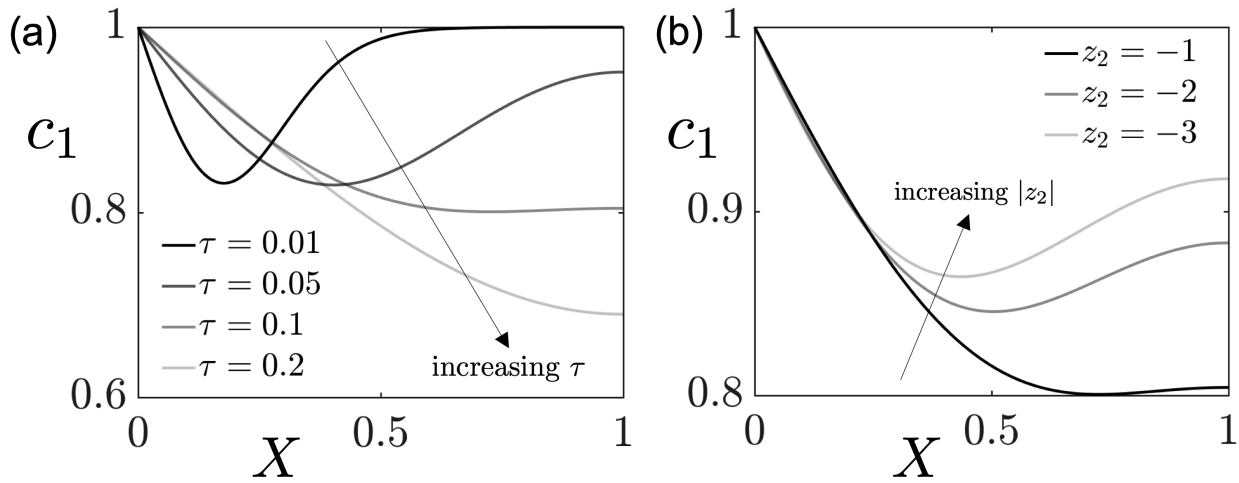 (a)
1
0.8
0.6
c₁
τ = 0.01
τ = 0.05
τ = 0.1
τ = 0.2
increasing τ
0
0.5
1
X
(b)
1
0.9
0.8
c₁
z₂ = −1
z₂ = −2
z₂ = −3
increasing |z₂|
0
0.5
1
X